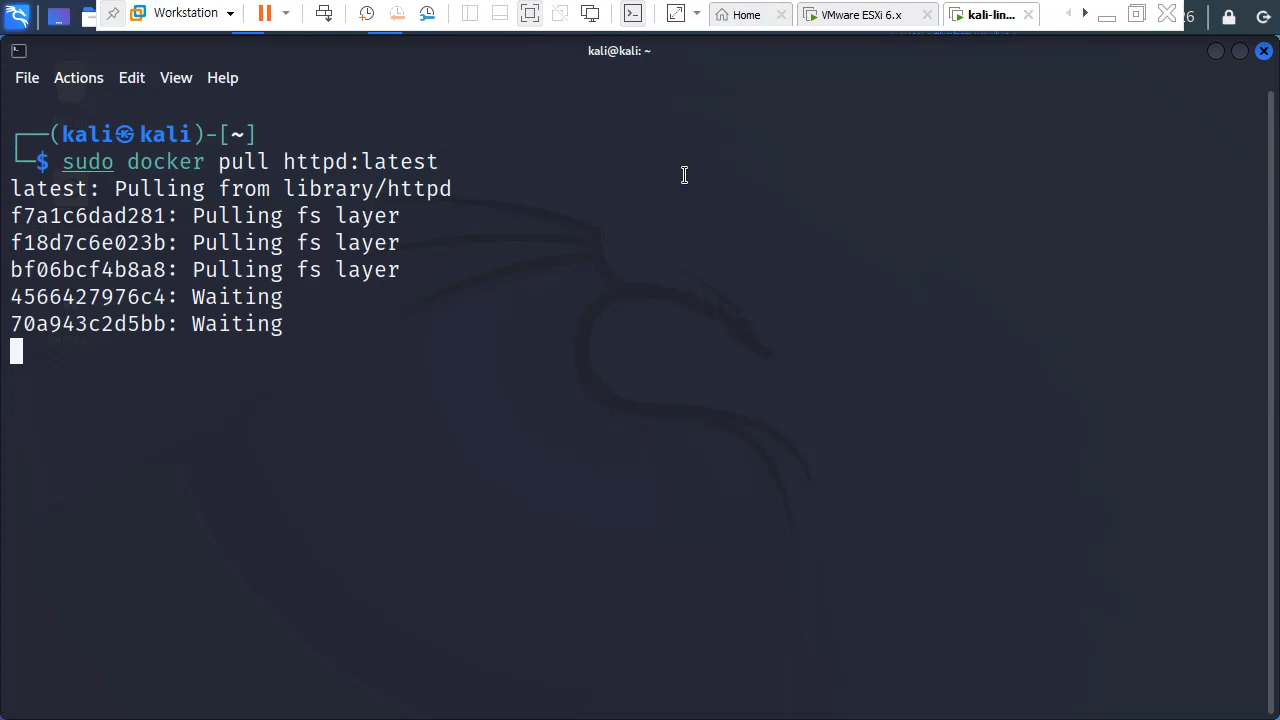 Workstation
Home
VMware ESXi 6.x
kali-lin...
26
kali@kali: ~
File Actions Edit View Help
┌──(kali㉿kali)-[~]
└─$ sudo docker pull httpd:latest
latest: Pulling from library/httpd
f7a1c6dad281: Pulling fs layer
f18d7c6e023b: Pulling fs layer
bf06bcf4b8a8: Pulling fs layer
4566427976c4: Waiting
70a943c2d5bb: Waiting